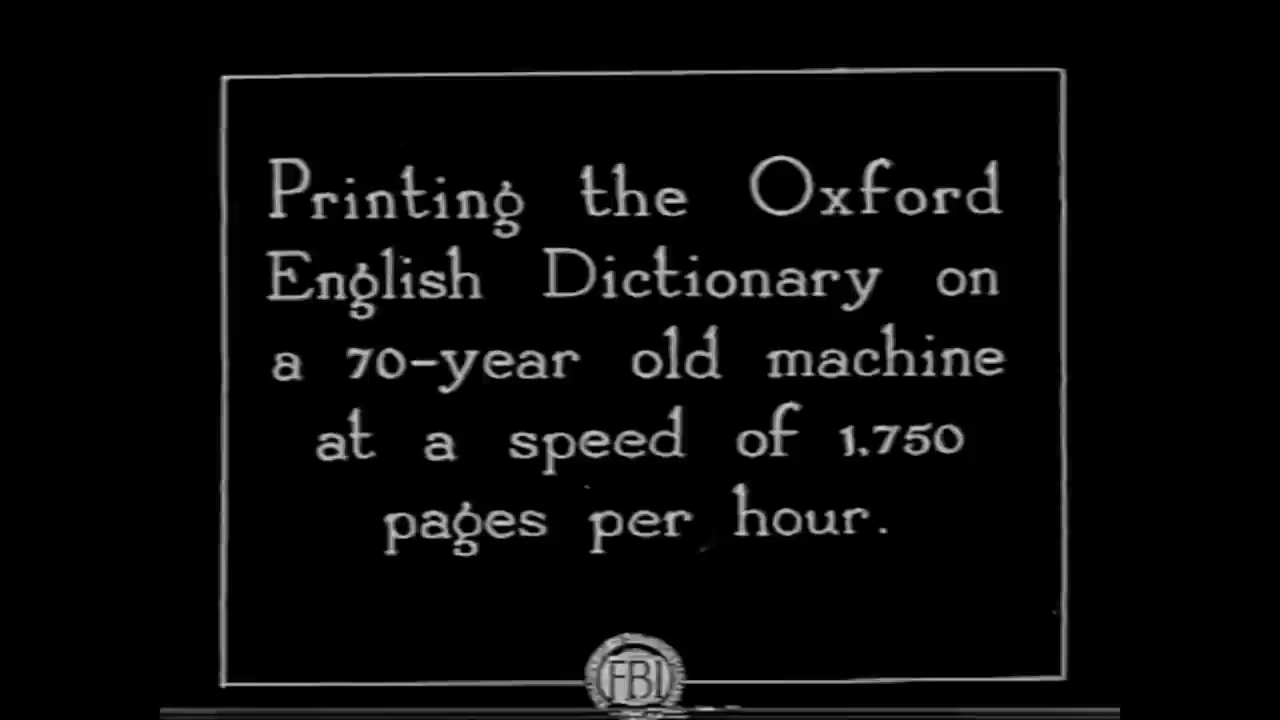 Printing the Oxford
English Dictionary on
a 70-year old machine
at a speed of 1,750
pages per hour.
FBI